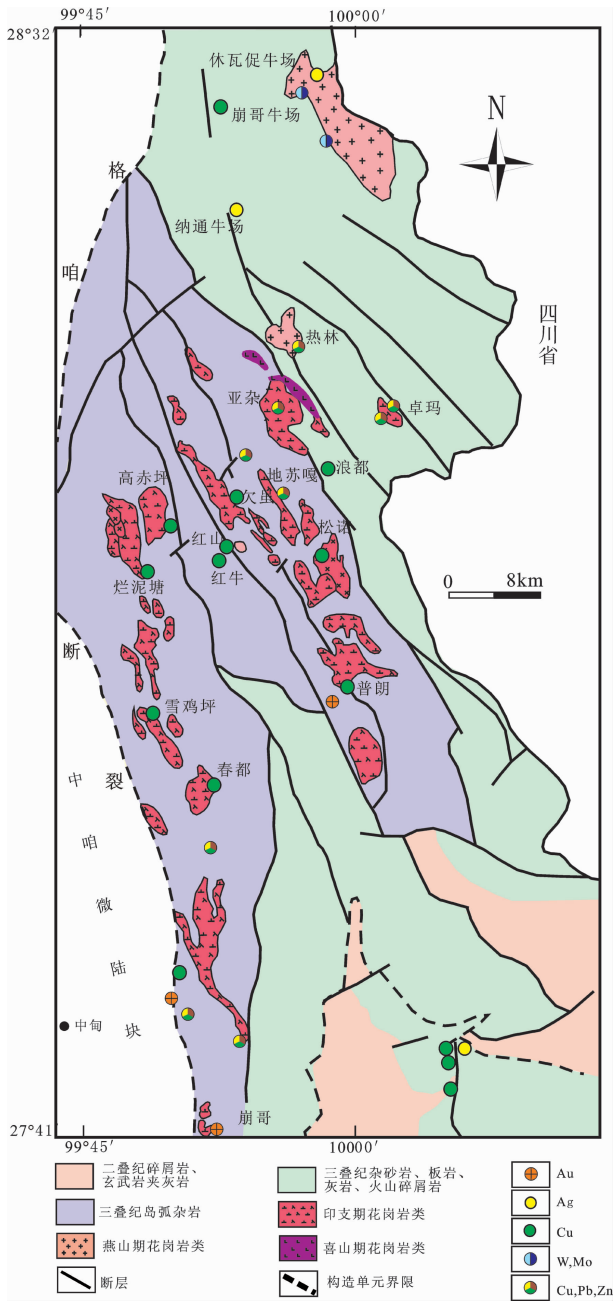 99°45′
100°00′
28°32′
休瓦促牛场
崩哥牛场
N
格
纳通牛场
咱
四川省
热林
亚杂
卓玛
浪都
地苏嘎
高赤坪
欠虽
松诺
红山
红牛
烂泥塘
0 8km
断
普朗
雪鸡坪
春都
中
裂
咱
微
陆
中甸
块
崩哥
27°41′
99°45′
100°00′
二叠纪碎屑岩、
玄武岩夹灰岩
三叠纪杂砂岩、板岩、
灰岩、火山碎屑岩
Au
三叠纪岛弧杂岩
印支期花岗岩类
Ag
Cu
燕山期花岗岩类
喜山期花岗岩类
W,Mo
断层
构造单元界限
Cu,Pb,Zn